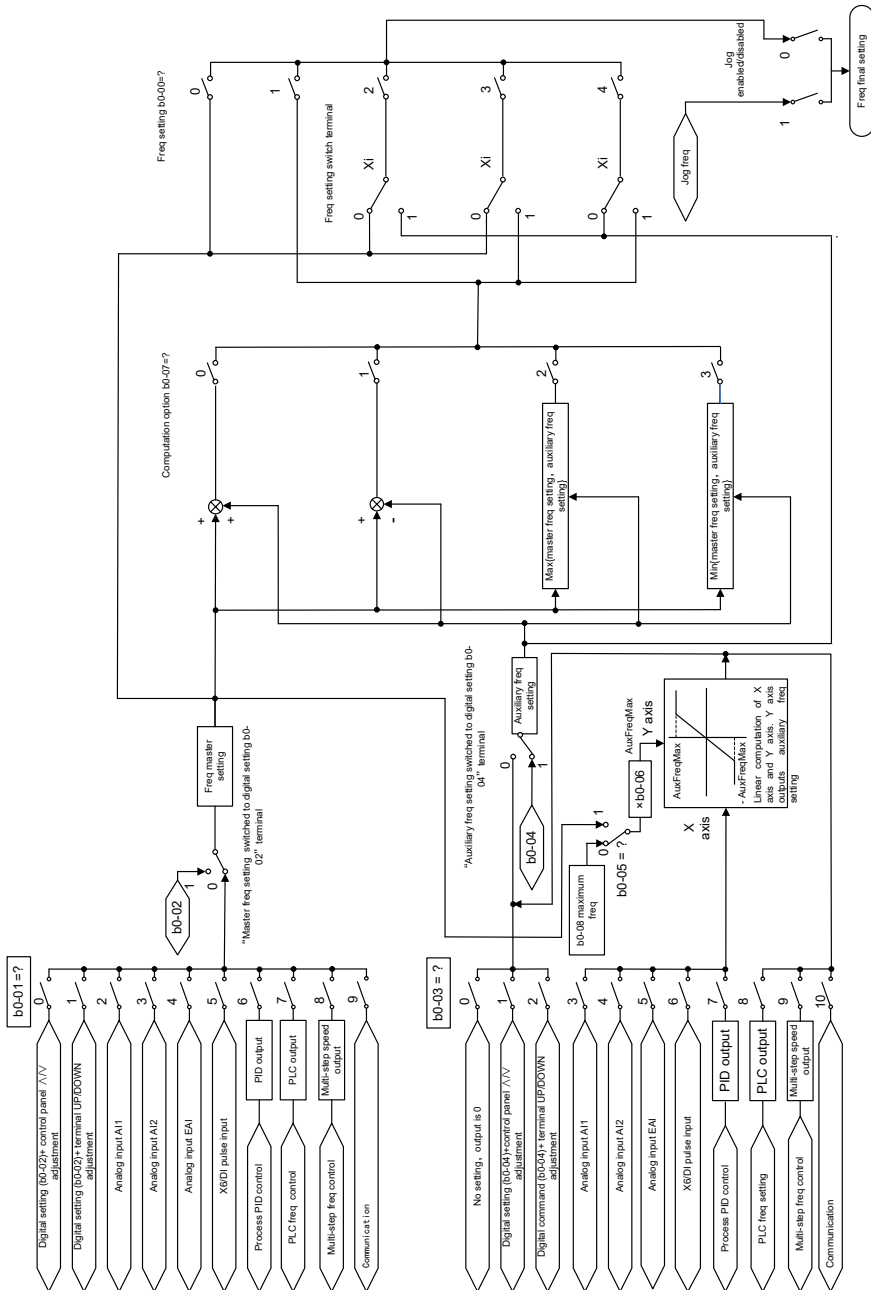 b0-01=?
0
Digital setting (b0-02)+ control panel ∧/∨
adjustment
1
Digital setting (b0-02)+ terminal UP/DOWN
adjustment
2
Analog input AI1
3
Analog input AI2
4
Analog input EAI
5
X6/DI pulse input
6
Process PID control
PID output
7
PLC freq control
PLC output
8
Multi-step freq control
Multi-step speed
output
9
Communication
b0-02
1
0
"Master freq setting switched to digital setting b0-
02" terminal
Freq master
setting
b0-03 = ?
0
No setting, output is 0
1
Digital setting (b0-04)+control panel ∧/∨
adjustment
2
Digital command (b0-04)+ terminal UP/DOWN
adjustment
3
Analog input AI1
4
Analog input AI2
5
Analog input EAI
6
X6/DI pulse input
7
Process PID control
PID output
8
PLC freq setting
PLC output
9
Multi-step freq control
Multi-step speed
output
10
Communication
"Auxiliary freq setting switched to digital setting b0-
04" terminal
0
1
b0-04
Auxiliary freq
setting
b0-08 maximum
freq
0
1
b0-05 = ?
×b0-06
AuxFreqMax
Y axis
X
axis
AuxFreqMax
- AuxFreqMax
Linear computation of X
axis and Y axis. Y axis
outputs auxiliary freq
setting
Computation option b0-07=?
+
+
0
+
-
1
Max{master freq setting, auxiliary freq
setting}
2
Min{master freq setting, auxiliary freq
setting}
3
Freq setting b0-00=?
0
1
Freq setting switch terminal
0
Xi
2
1
0
Xi
3
1
0
Xi
4
1
Jog freq
Jog
enabled/disabled
1
0
Freq final setting